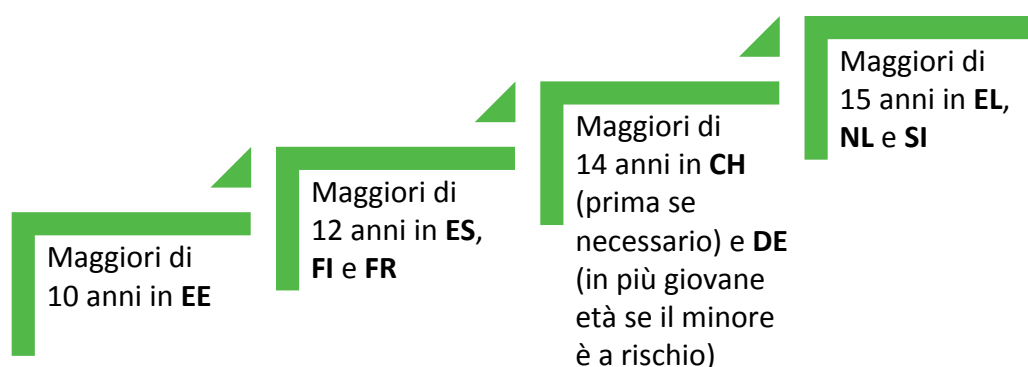 Maggiori di
10 anni in EE
Maggiori di
12 anni in ES,
FI e FR
Maggiori di
14 anni in CH
(prima se
necessario) e DE
(in più giovane
età se il minore
è a rischio)
Maggiori di
15 anni in EL,
NL e SI